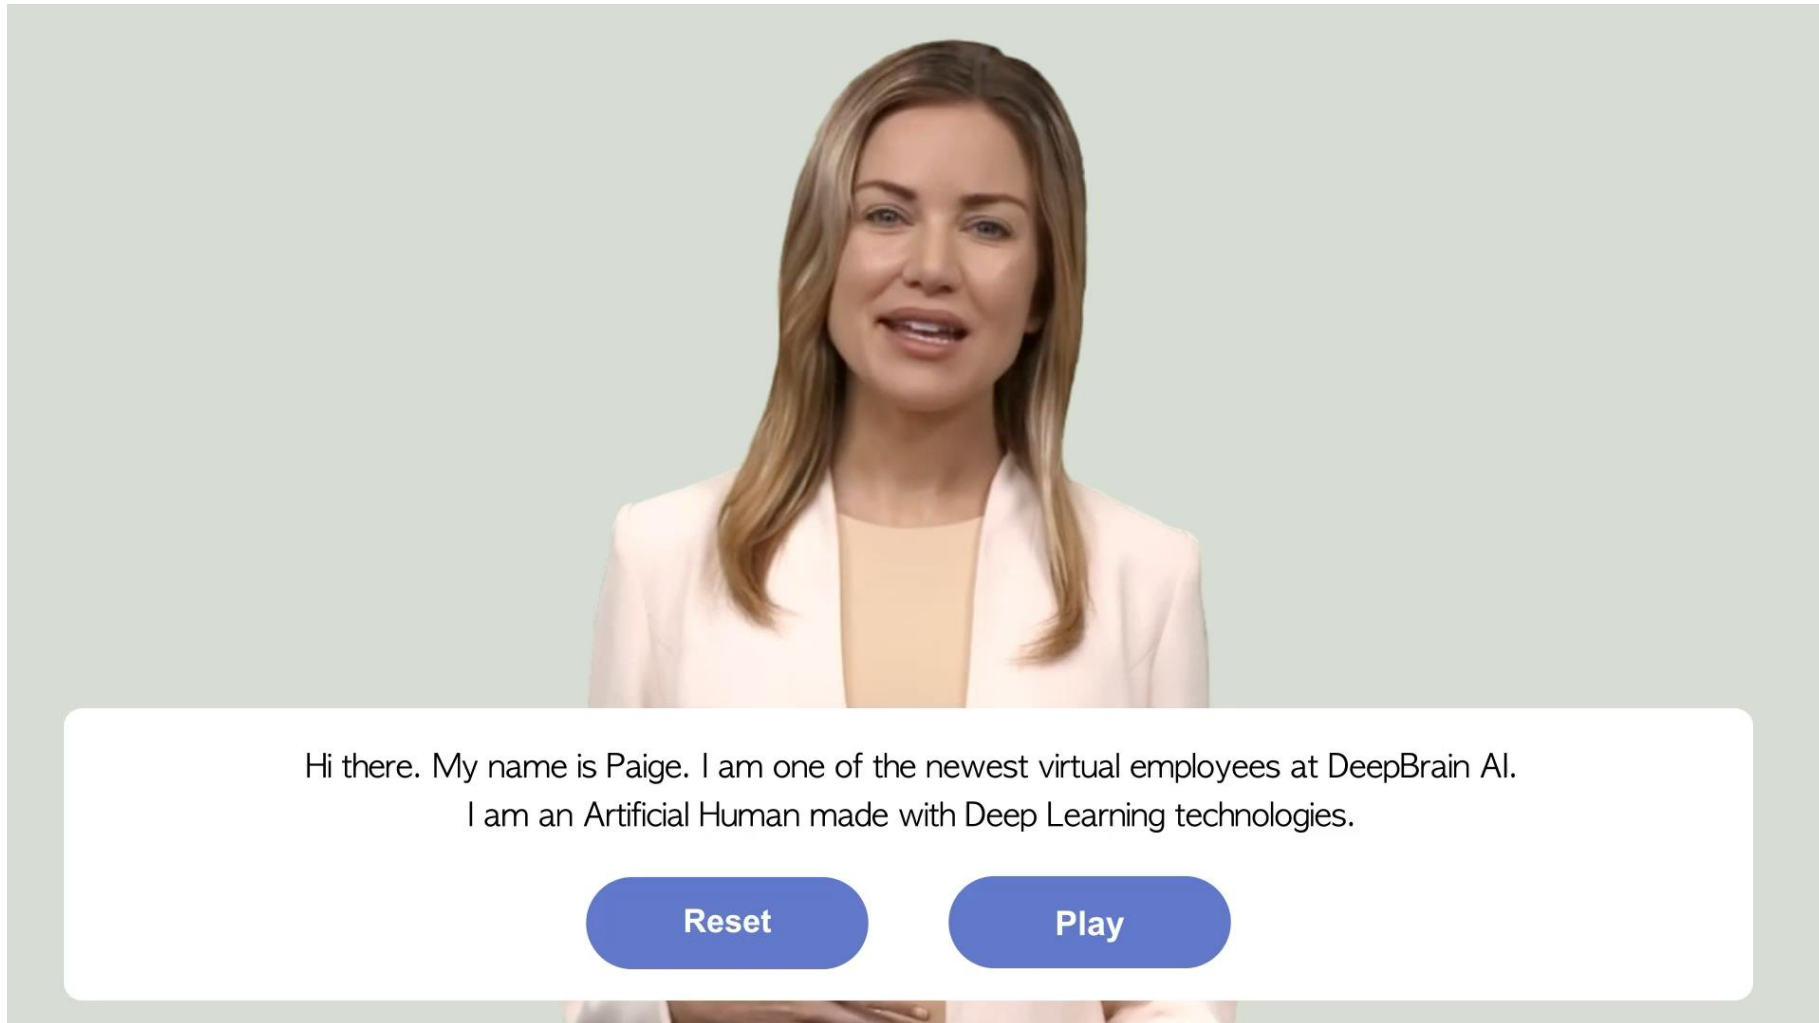 Hi there. My name is Paige. I am one of the newest virtual employees at DeepBrain AI.
I am an Artificial Human made with Deep Learning technologies.
Reset
Play